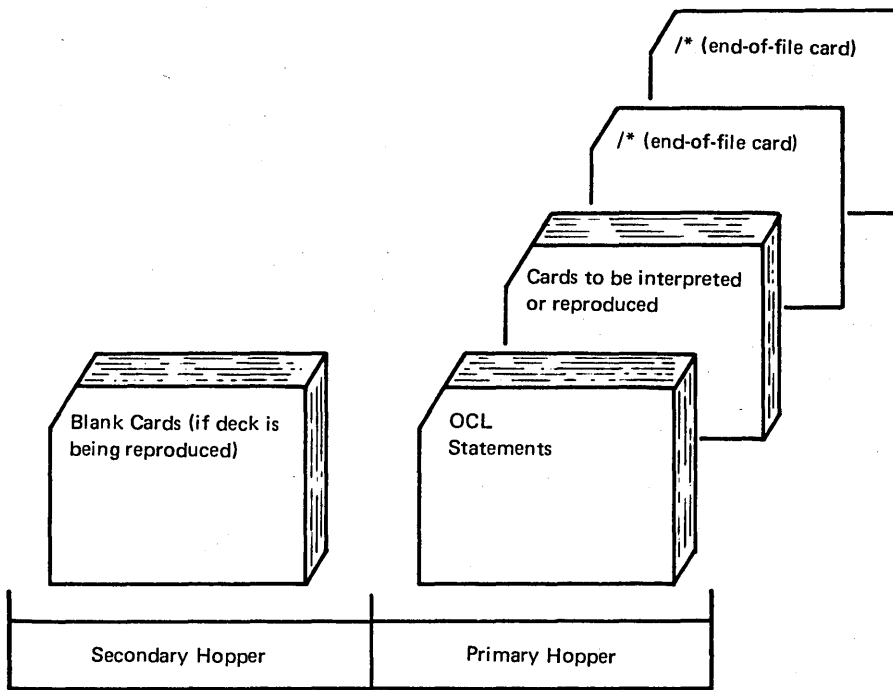 /* (end-of-file card)
/* (end-of-file card)
Cards to be interpreted
or reproduced
Blank Cards (if deck is
being reproduced)
OCL
Statements
Secondary Hopper
Primary Hopper